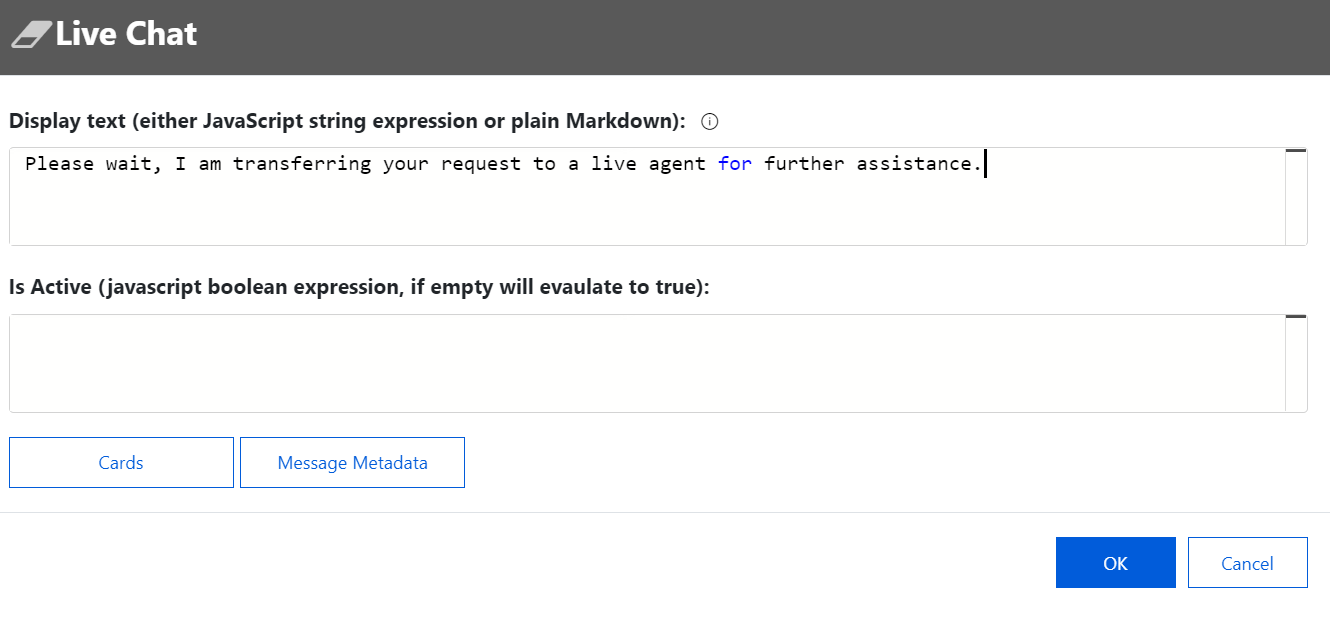 Live Chat
Display text (either JavaScript string expression or plain Markdown):
Please wait, I am transferring your request to a live agent for further assistance.
Is Active (javascript boolean expression, if empty will evaulate to true):
Cards
Message Metadata
OK
Cancel